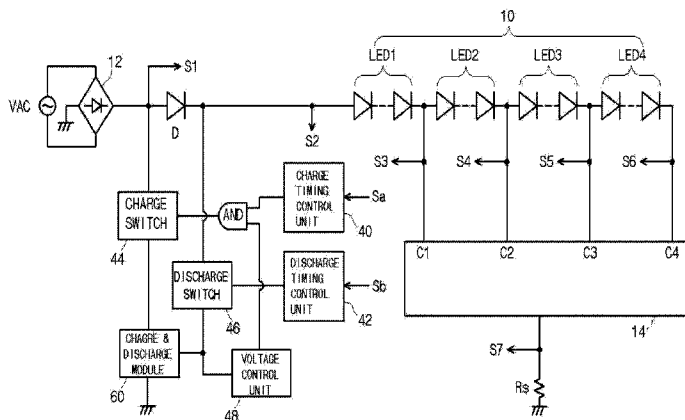 10
LED1 LED2 LED3 LED4
12
S1
VAC
D
S2
S3 S4 S5 S6
CHARGE
TIMING
CONTROL
UNIT
Sa
40
AND
CHARGE
SWITCH
44
DISCHARGE
SWITCH
46
DISCHARGE
TIMING
CONTROL
UNIT
Sb
42
C1 C2 C3 C4
14
CHAGRE &
DISCHARGE
MODULE
60
VOLTAGE
CONTROL
UNIT
48
S7
Rs